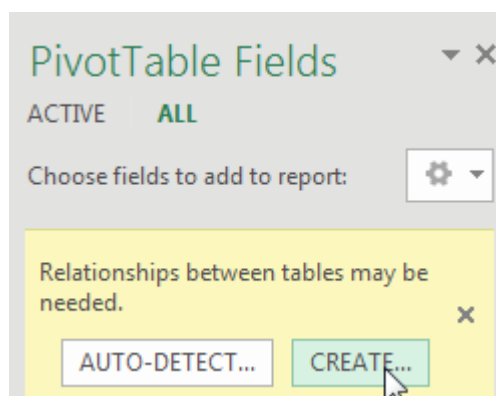 PivotTable Fields
ACTIVE ALL
Choose fields to add to report:
Relationships between tables may be
needed.
AUTO-DETECT... CREATE...